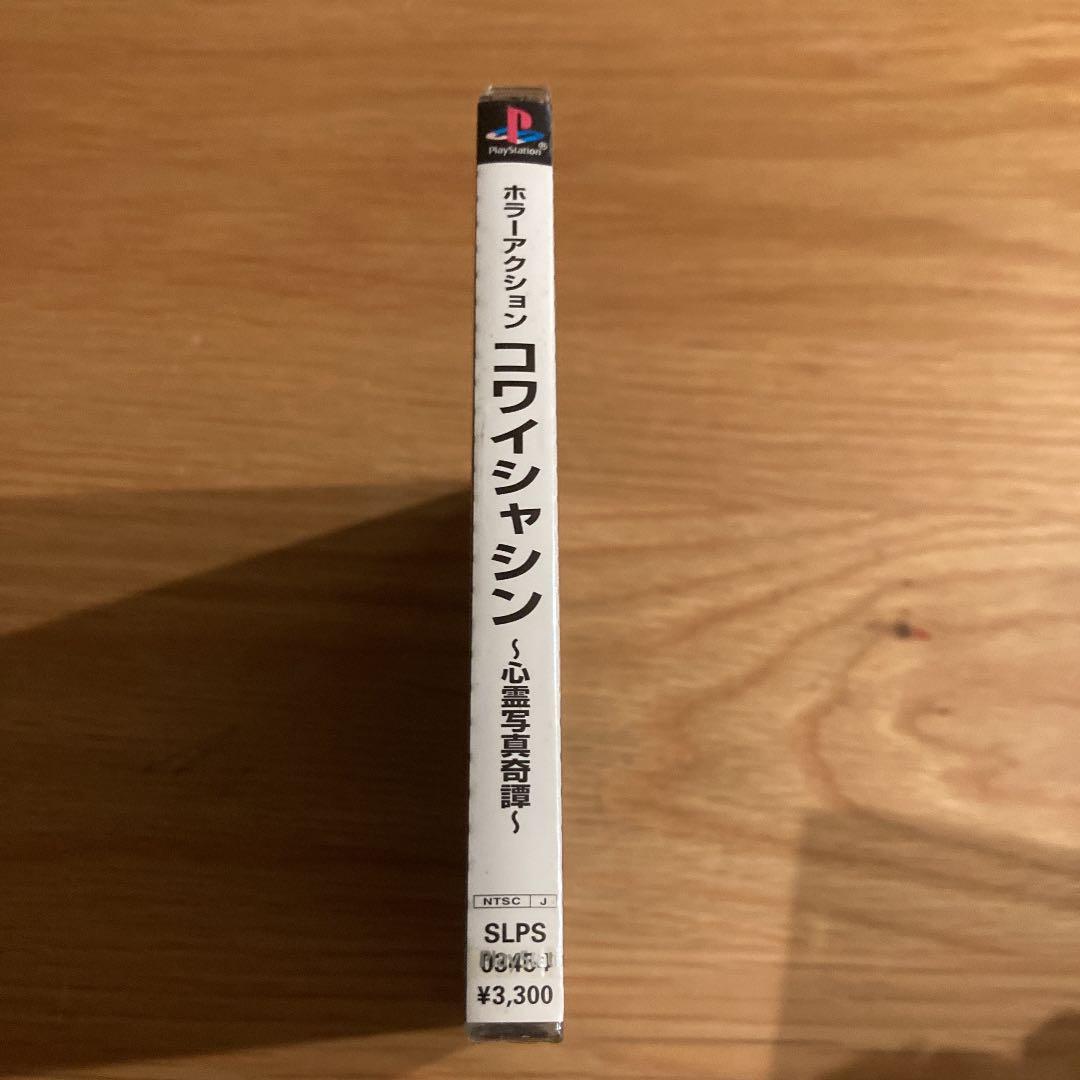 PlayStation®
ホラーアクション
コワイシャシン
～心霊写真奇譚～
NTSC J
SLPS
¥3,300